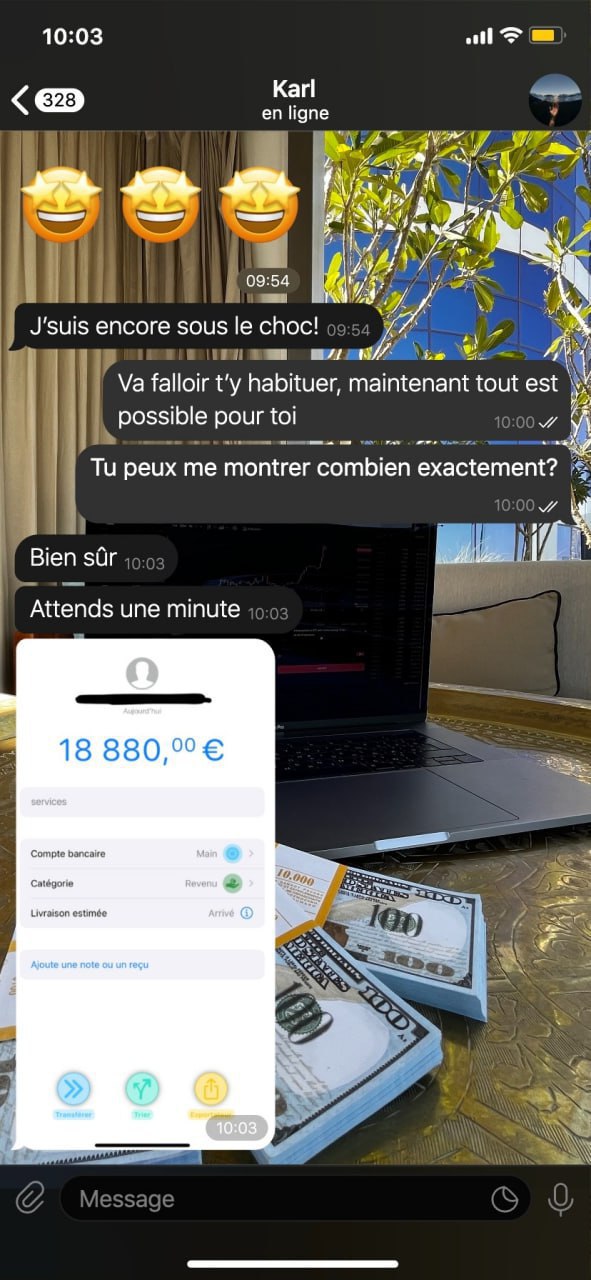 10:03
328
Karl
en ligne
09:54
J'suis encore sous le choc! 09:54
Va falloir t'y habituer, maintenant tout est
possible pour toi
10:00
Tu peux me montrer combien exactement?
10:00
Bien sûr 10:03
Attends une minute 10:03
Aujourd'hui
18 880,00 €
services
Compte bancaire Main
Catégorie Revenu
Livraison estimée Arrivé
Ajoute une note ou un reçu
Transférer Trier
10:03
10,000
100
100
100
100
Message